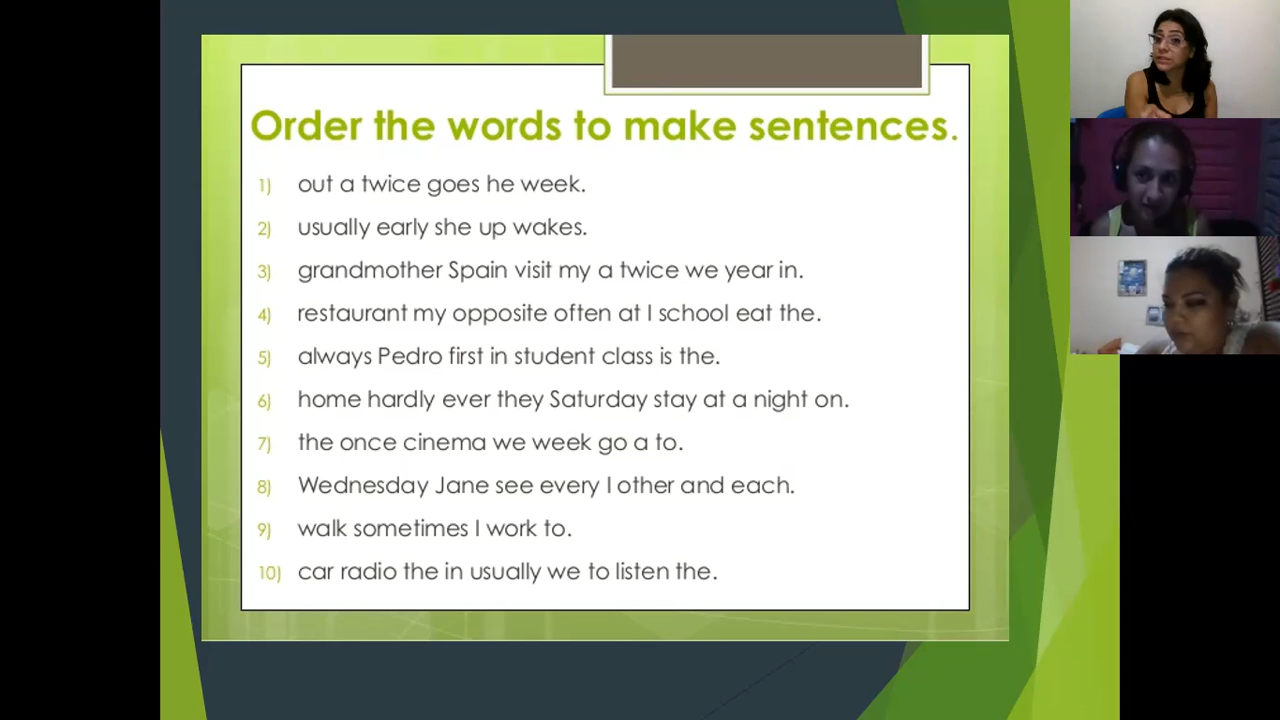 Order the words to make sentences.
1) out a twice goes he week.
2) usually early she up wakes.
3) grandmother Spain visit my a twice we year in.
4) restaurant my opposite often at I school eat the.
5) always Pedro first in student class is the.
6) home hardly ever they Saturday stay at a night on.
7) the once cinema we week go a to.
8) Wednesday Jane see every I other and each.
9) walk sometimes I work to.
10) car radio the in usually we to listen the.